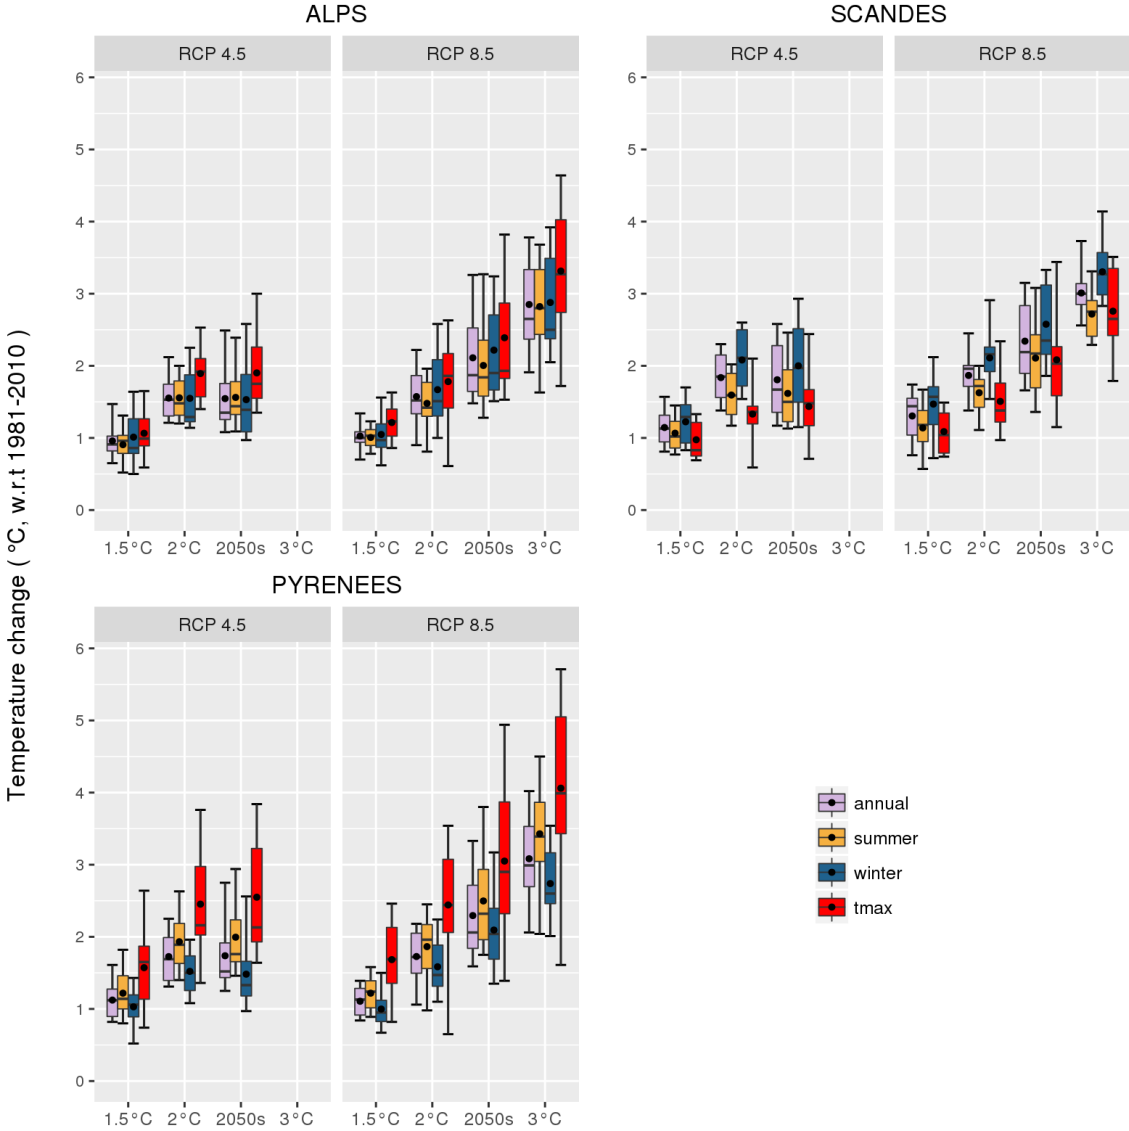 ALPS
SCANDES
RCP 4.5
RCP 8.5
RCP 4.5
RCP 8.5
6
5
4
3
2
1
0
6
5
4
3
2
1
0
1.5°C
2°C
2050s
3°C
1.5°C
2°C
2050s
3°C
1.5°C
2°C
2050s
3°C
1.5°C
2°C
2050s
3°C
Temperature change ( °C, w.r.t 1981-2010 )
PYRENEES
RCP 4.5
RCP 8.5
6
5
4
3
2
1
0
1.5°C
2°C
2050s
3°C
1.5°C
2°C
2050s
3°C
annual
summer
winter
tmax